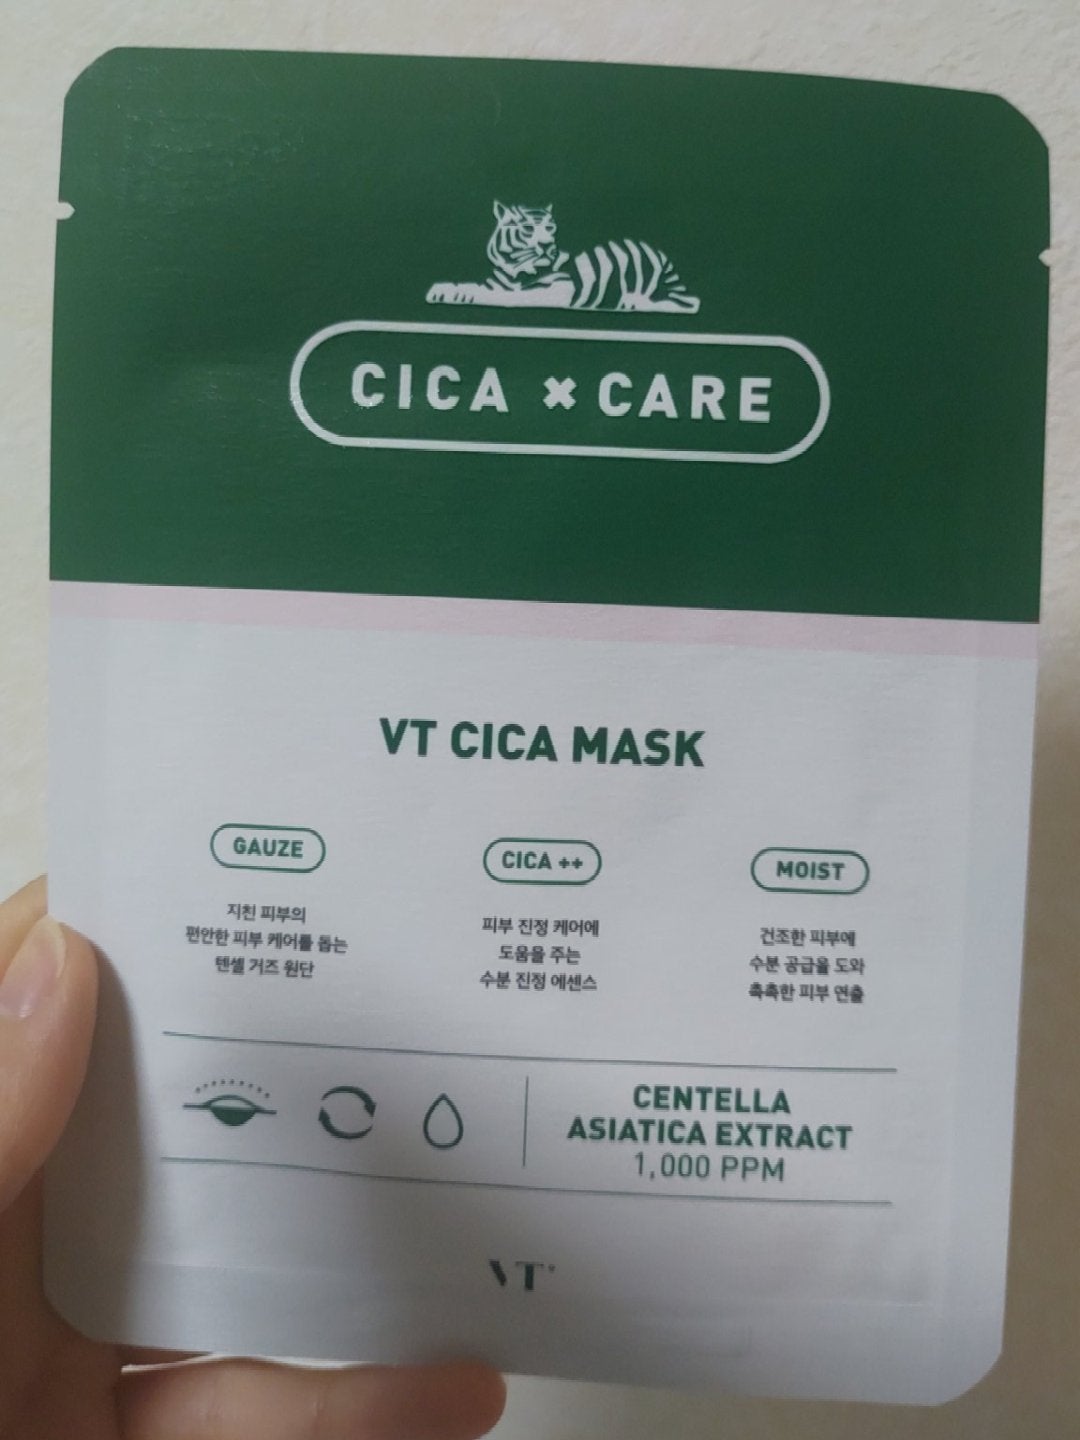 CICA × CARE
VT CICA MASK
GAUZE
지친 피부의
편안한 피부 케어를 돕는
텐셀 거즈 원단
CICA ++
피부 진정 케어에
도움을 주는
수분 진정 에센스
MOIST
건조한 피부에
수분 공급을 도와
촉촉한 피부 연출
CENTELLA
ASIATICA EXTRACT
1,000 PPM
VT